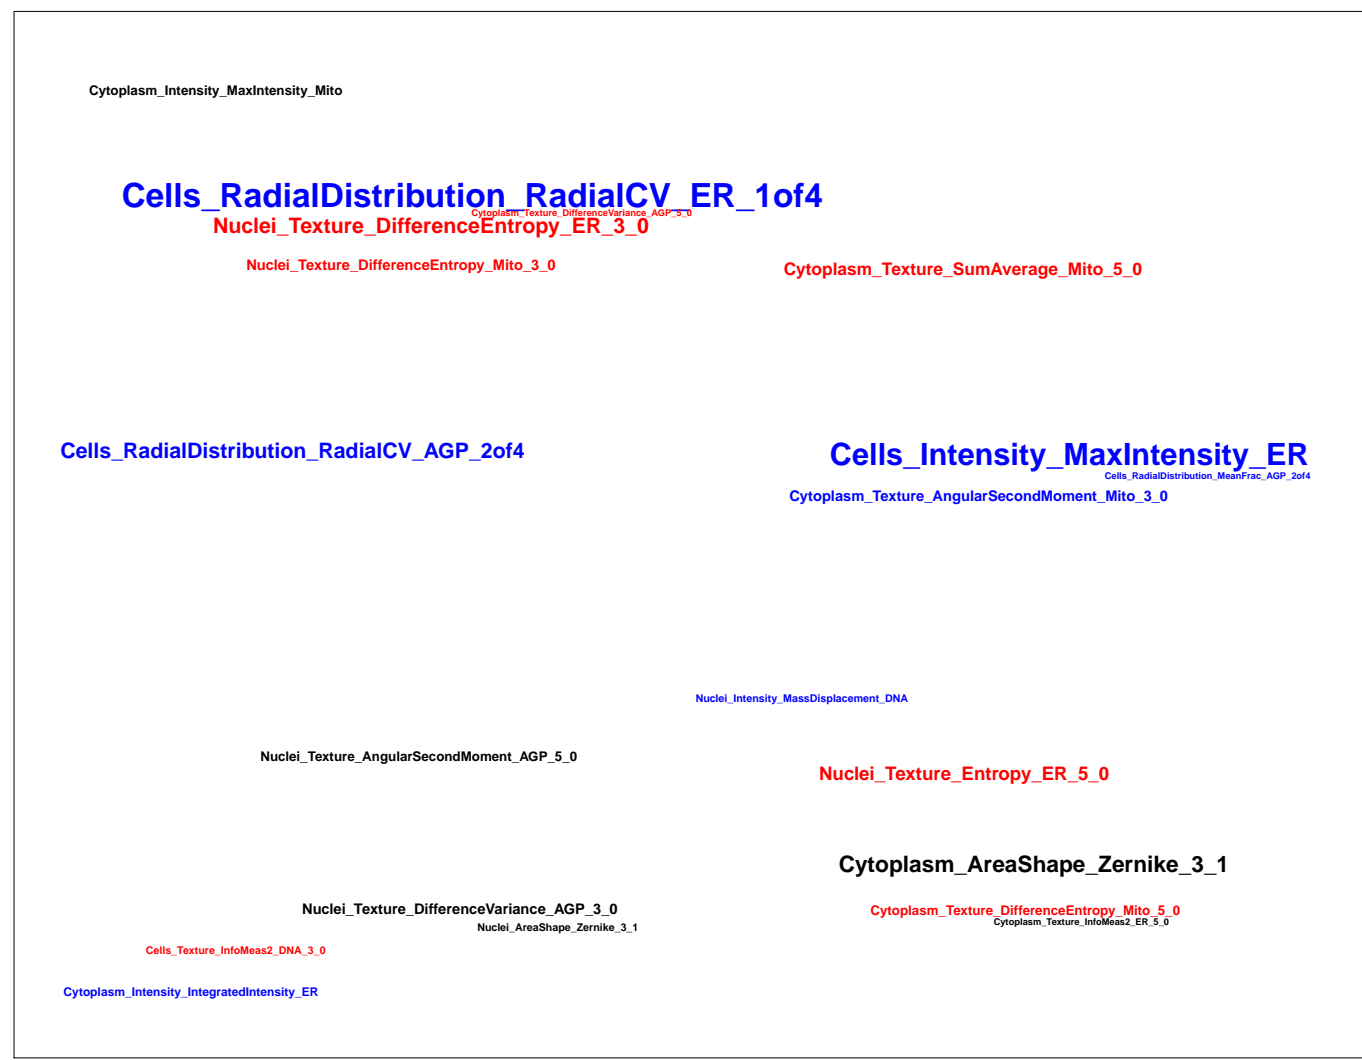 Cytoplasm_Intensity_MaxIntensity_Mito
Cells_RadialDistribution_RadialCV_ER_1of4
Cytoplasm_Texture_DifferenceVariance_AGP_5_0
Nuclei_Texture_DifferenceEntropy_ER_3_0
Nuclei_Texture_DifferenceEntropy_Mito_3_0
Cytoplasm_Texture_SumAverage_Mito_5_0
Cells_RadialDistribution_RadialCV_AGP_2of4
Cells_Intensity_MaxIntensity_ER
Cells_RadialDistribution_MeanFrac_AGP_2of4
Cytoplasm_Texture_AngularSecondMoment_Mito_3_0
Nuclei_Intensity_MassDisplacement_DNA
Nuclei_Texture_AngularSecondMoment_AGP_5_0
Nuclei_Texture_Entropy_ER_5_0
Cytoplasm_AreaShape_Zernike_3_1
Nuclei_Texture_DifferenceVariance_AGP_3_0
Cytoplasm_Texture_DifferenceEntropy_Mito_5_0
Cytoplasm_Texture_InfoMeas2_ER_5_0
Nuclei_AreaShape_Zernike_3_1
Cells_Texture_InfoMeas2_DNA_3_0
Cytoplasm_Intensity_IntegratedIntensity_ER